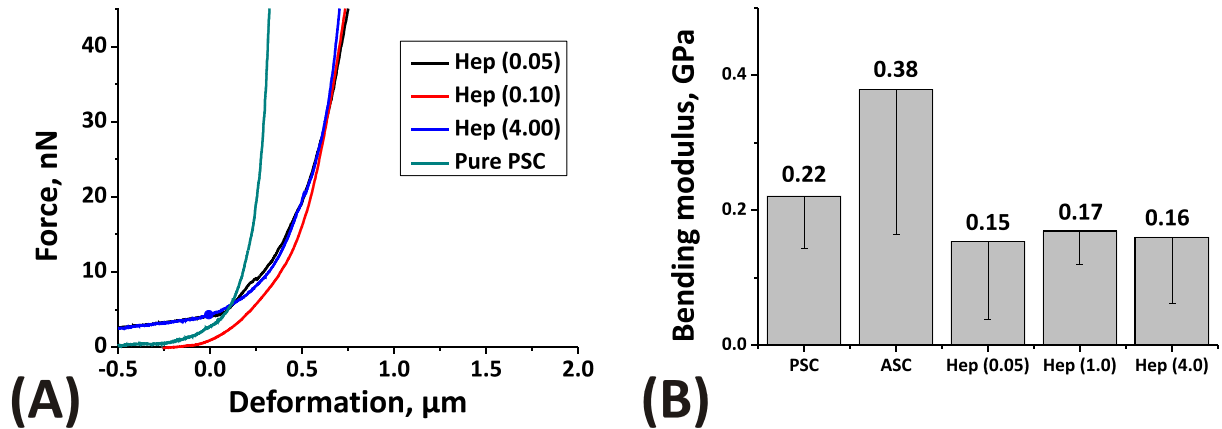 Force, nN
40
30
20
10
0
-0.5 0.0 0.5 1.0 1.5 2.0
Deformation, µm
Hep (0.05)
Hep (0.10)
Hep (4.00)
Pure PSC
(A)
Bending modulus, GPa
0.4
0.2
0.0
0.22
0.38
0.15
0.17
0.16
PSC ASC Hep (0.05) Hep (1.0) Hep (4.0)
(B)